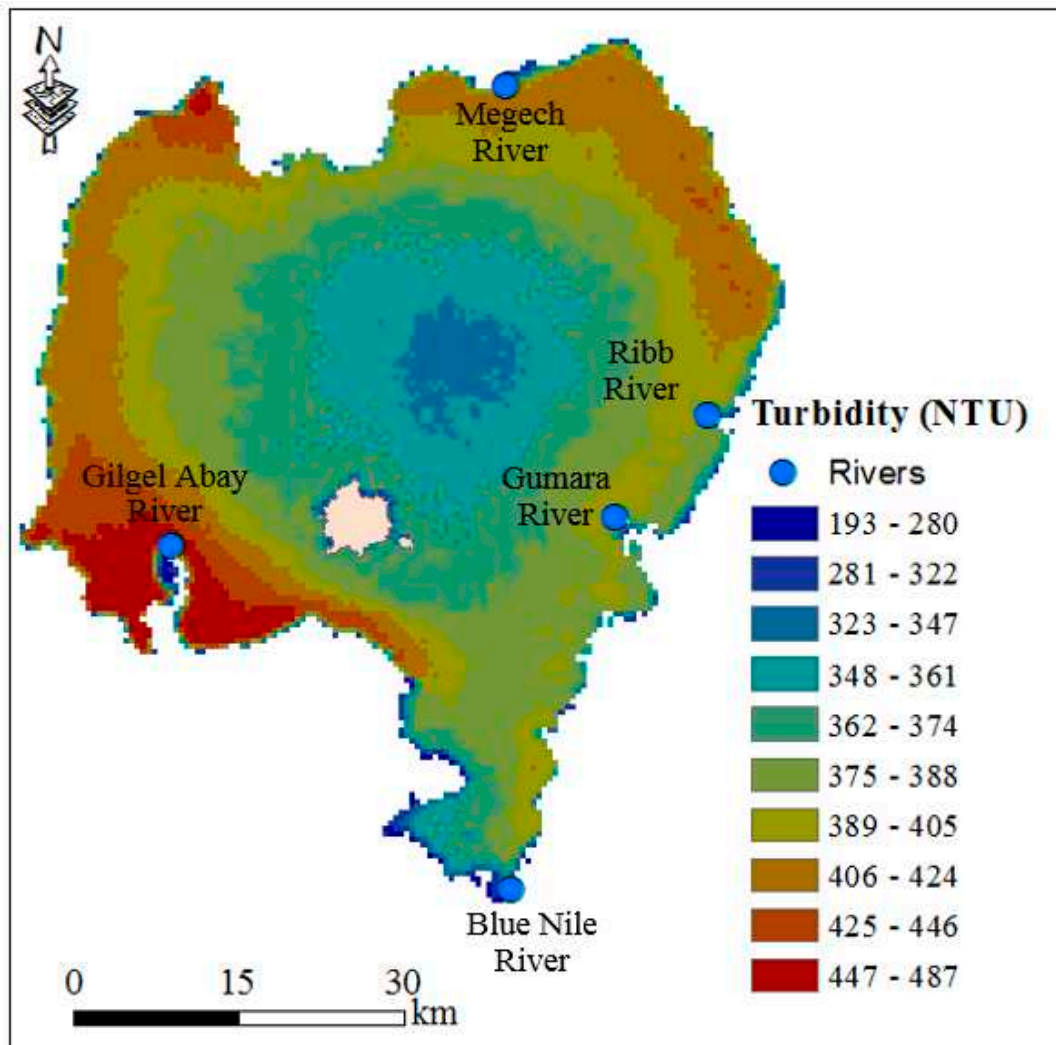 N
Megech
River
Ribb
River
Gilgel Abay
River
Gumara
River
Blue Nile
River
0 15 30
km
Turbidity (NTU)
Rivers
193 - 280
281 - 322
323 - 347
348 - 361
362 - 374
375 - 388
389 - 405
406 - 424
425 - 446
447 - 487